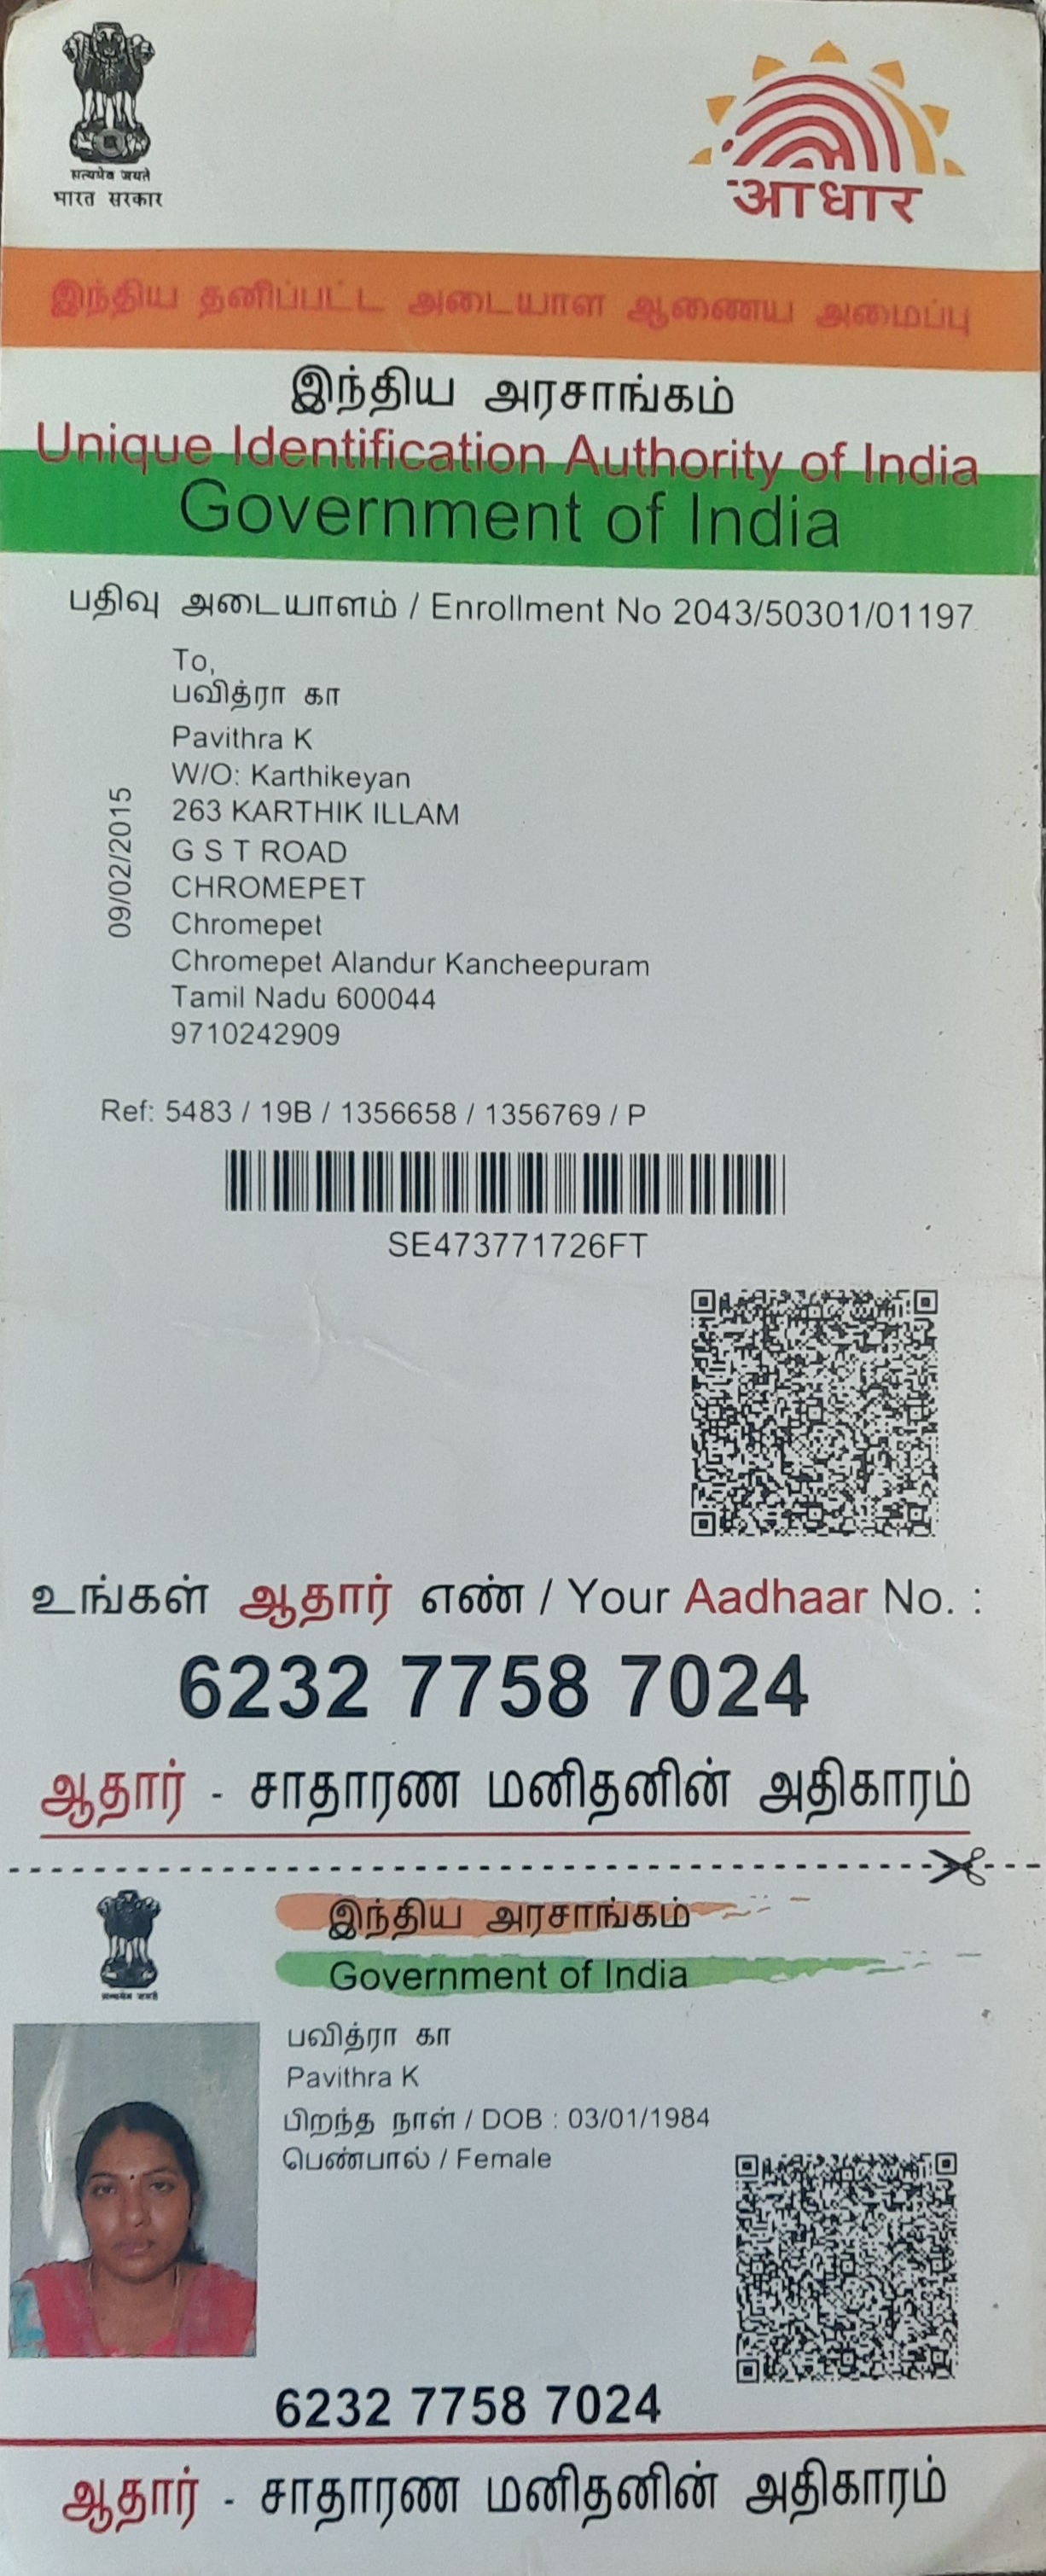 सत्यमेव जयते
भारत सरकार
आधार
இந்திய தனிப்பட்ட அடையாள ஆணைய அமைப்பு
இந்திய அரசாங்கம்
Unique Identification Authority of India
Government of India
பதிவு அடையாளம் / Enrollment No 2043/50301/01197
To,
பவித்ரா கா
Pavithra K
W/O: Karthikeyan
263 KARTHIK ILLAM
G S T ROAD
CHROMEPET
Chromepet
Chromepet Alandur Kancheepuram
Tamil Nadu 600044
9710242909
09/02/2015
Ref: 5483 / 19B / 1356658 / 1356769 / P
SE473771726FT
உங்கள் ஆதார் எண் / Your Aadhaar No. :
6232 7758 7024
ஆதார் - சாதாரண மனிதனின் அதிகாரம்
இந்திய அரசாங்கம்
Government of India
सत्यमेव जयते
பவித்ரா கா
Pavithra K
பிறந்த நாள் / DOB : 03/01/1984
பெண்பால் / Female
6232 7758 7024
ஆதார் - சாதாரண மனிதனின் அதிகாரம்